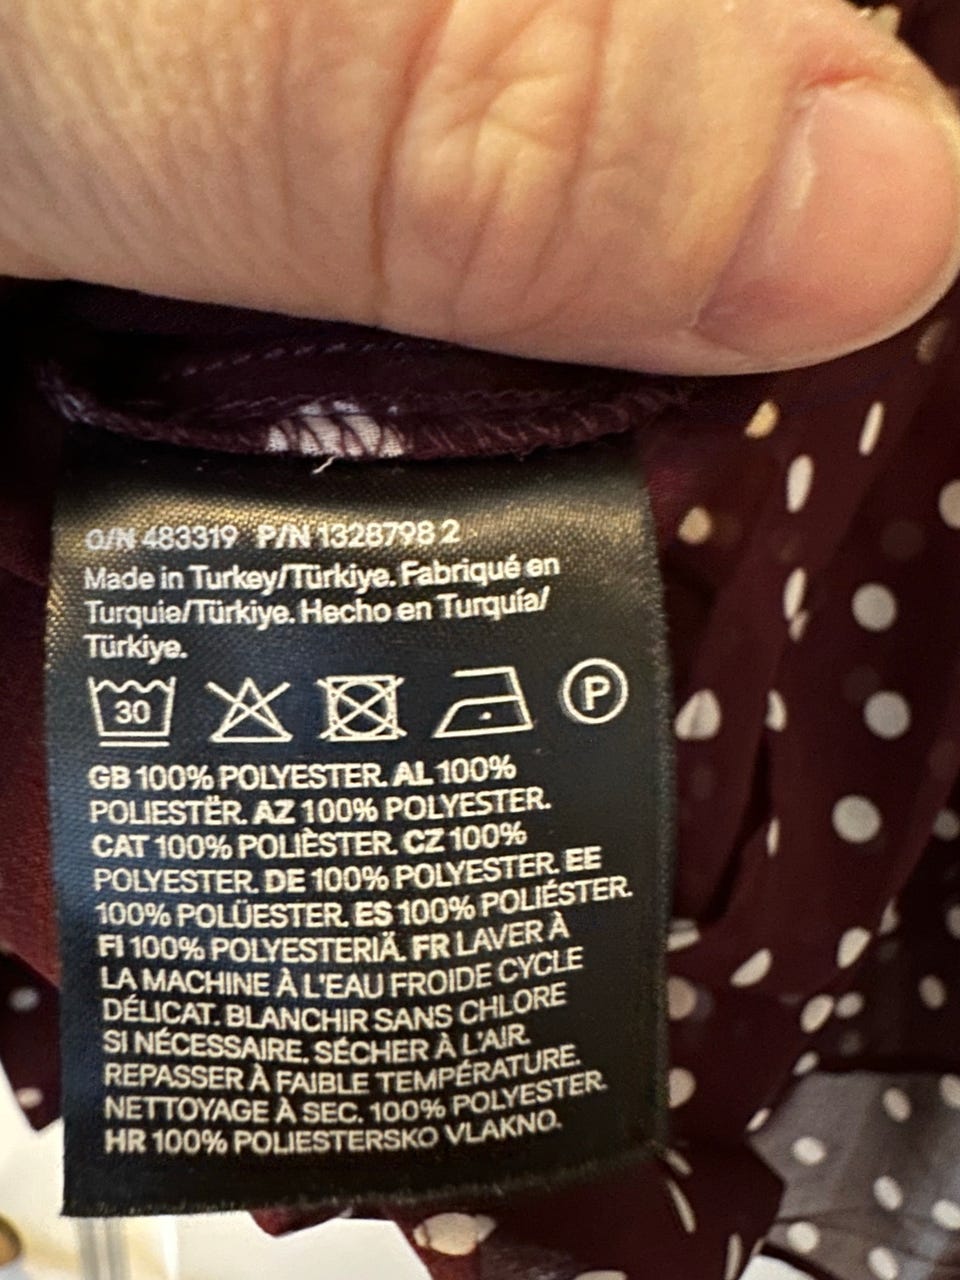 O/N 483319 P/N 1328798 2
Made in Turkey/Türkiye. Fabriqué en
Turquie/Türkiye. Hecho en Turquía/
Türkiye.
30 P
GB 100% POLYESTER. AL 100%
POLIESTËR. AZ 100% POLYESTER.
CAT 100% POLIÈSTER. CZ 100%
POLYESTER. DE 100% POLYESTER. EE
100% POLÜESTER. ES 100% POLIÉSTER.
FI 100% POLYESTERIÄ. FR LAVER À
LA MACHINE À L'EAU FROIDE CYCLE
DÉLICAT. BLANCHIR SANS CHLORE
SI NÉCESSAIRE. SÉCHER À L'AIR.
REPASSER À FAIBLE TEMPÉRATURE.
NETTOYAGE À SEC. 100% POLYESTER.
HR 100% POLIESTERSKO VLAKNO.